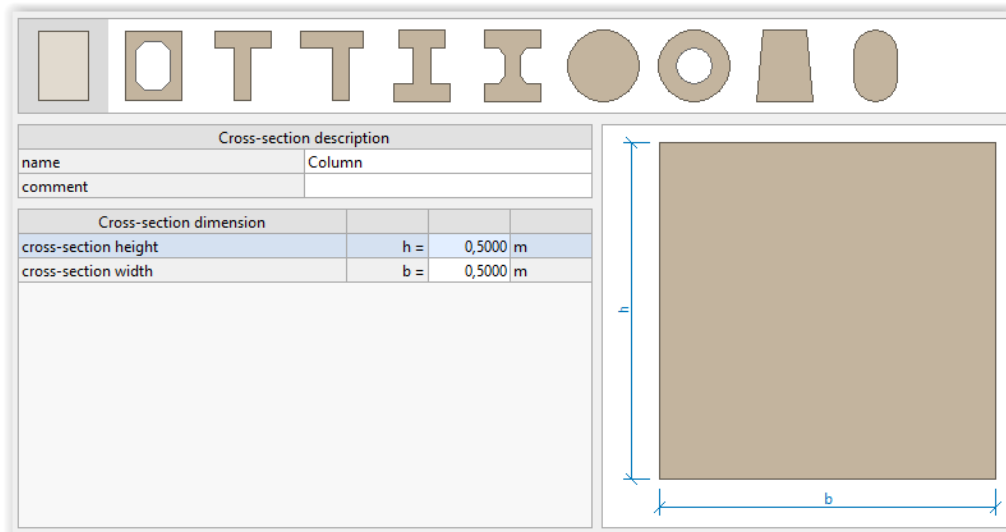 Cross-section description
name Column
comment
Cross-section dimension
cross-section height h = 0,5000 m
cross-section width b = 0,5000 m
h
b